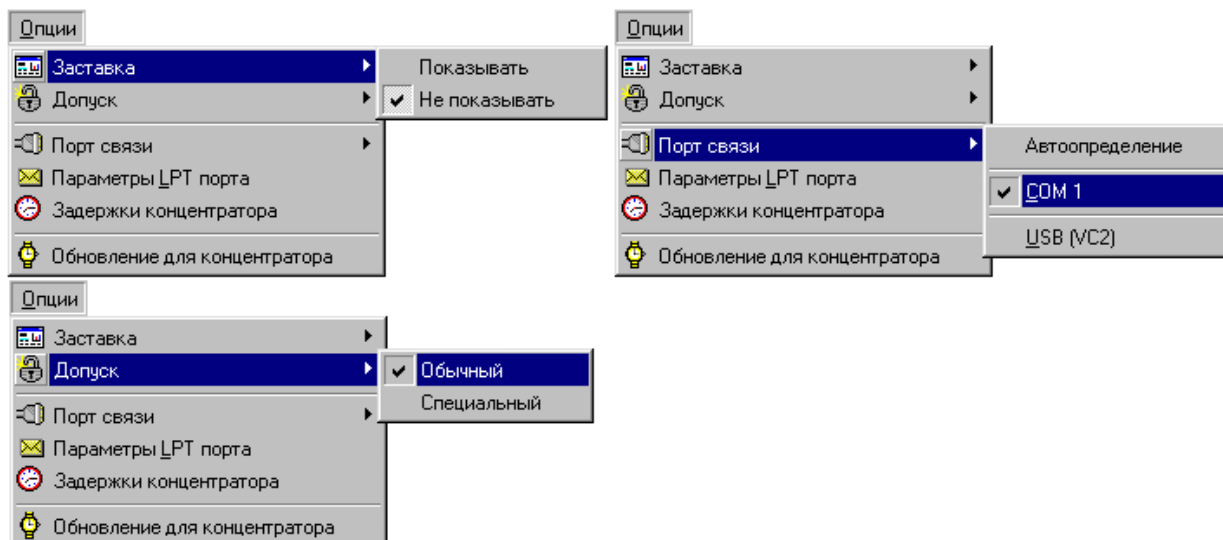 Опции
Заставка
Показывать
Допуск
Не показывать
Порт связи
Параметры LPT порта
Задержки концентратора
Обновление для концентратора
Опции
Заставка
Допуск
Порт связи
Автоопределение
Параметры LPT порта
COM 1
Задержки концентратора
USB (VC2)
Обновление для концентратора
Опции
Заставка
Допуск
Обычный
Специальный
Порт связи
Параметры LPT порта
Задержки концентратора
Обновление для концентратора